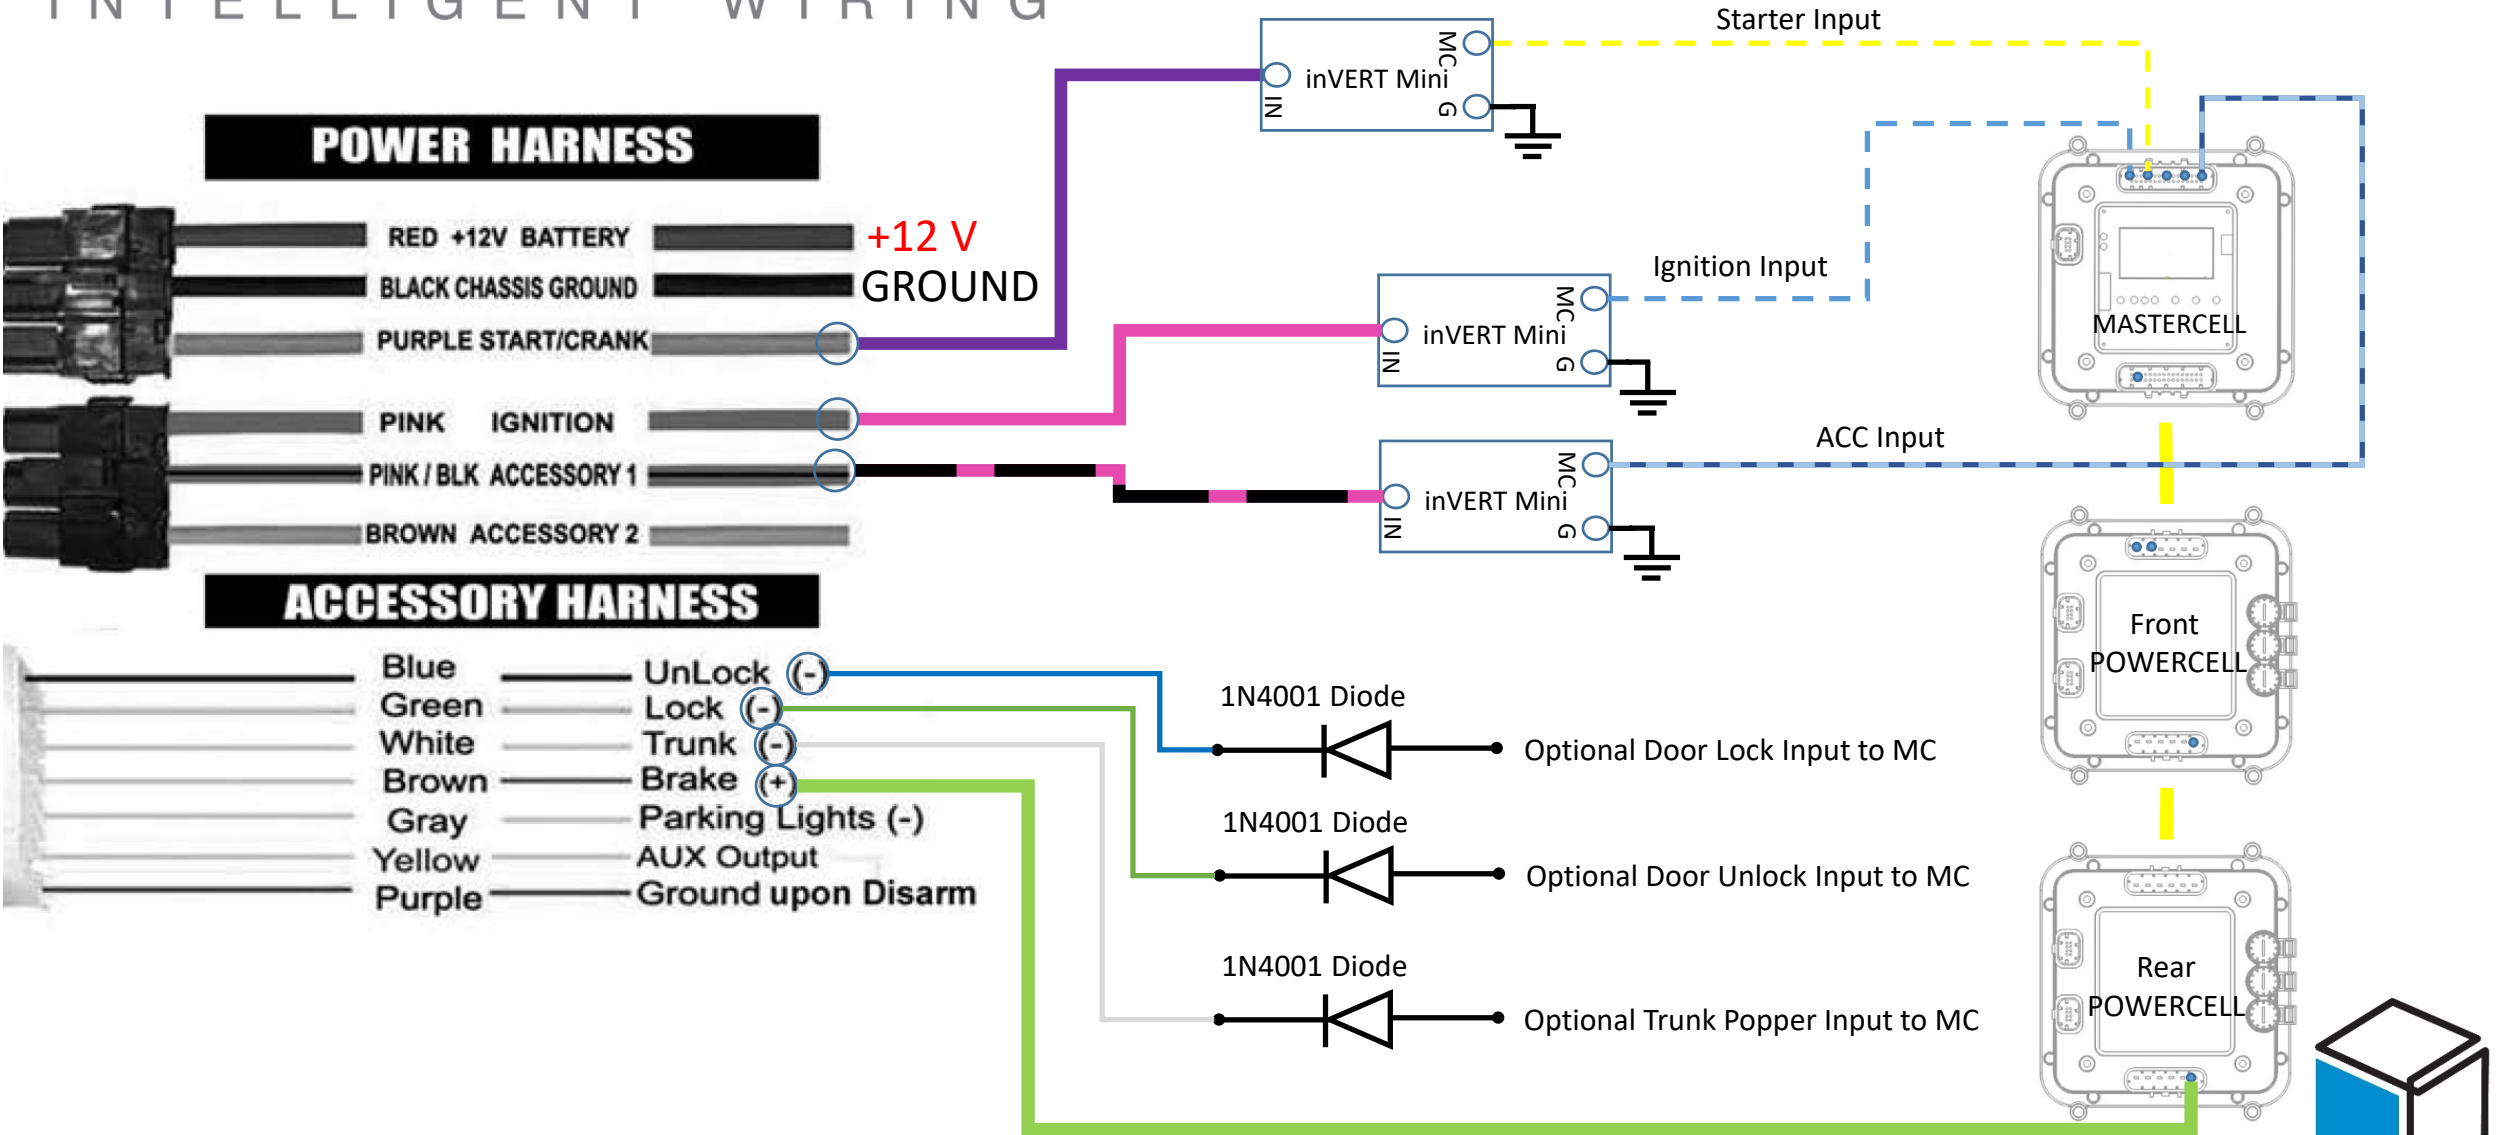 INTELLIGENT WIRING
POWER HARNESS
RED +12V BATTERY
+12 V
BLACK CHASSIS GROUND
GROUND
PURPLE START/CRANK
PINK IGNITION
PINK / BLK ACCESSORY 1
BROWN ACCESSORY 2
ACCESSORY HARNESS
Blue UnLock (-)
Green Lock (-)
White Trunk (-)
Brown Brake (+)
Gray Parking Lights (-)
Yellow AUX Output
Purple Ground upon Disarm
Starter Input
inVERT Mini
IN
MC
G
Ignition Input
inVERT Mini
IN
MC
G
ACC Input
inVERT Mini
IN
MC
G
1N4001 Diode
Optional Door Lock Input to MC
1N4001 Diode
Optional Door Unlock Input to MC
1N4001 Diode
Optional Trunk Popper Input to MC
MASTERCELL
Front
POWERCELL
Rear
POWERCELL